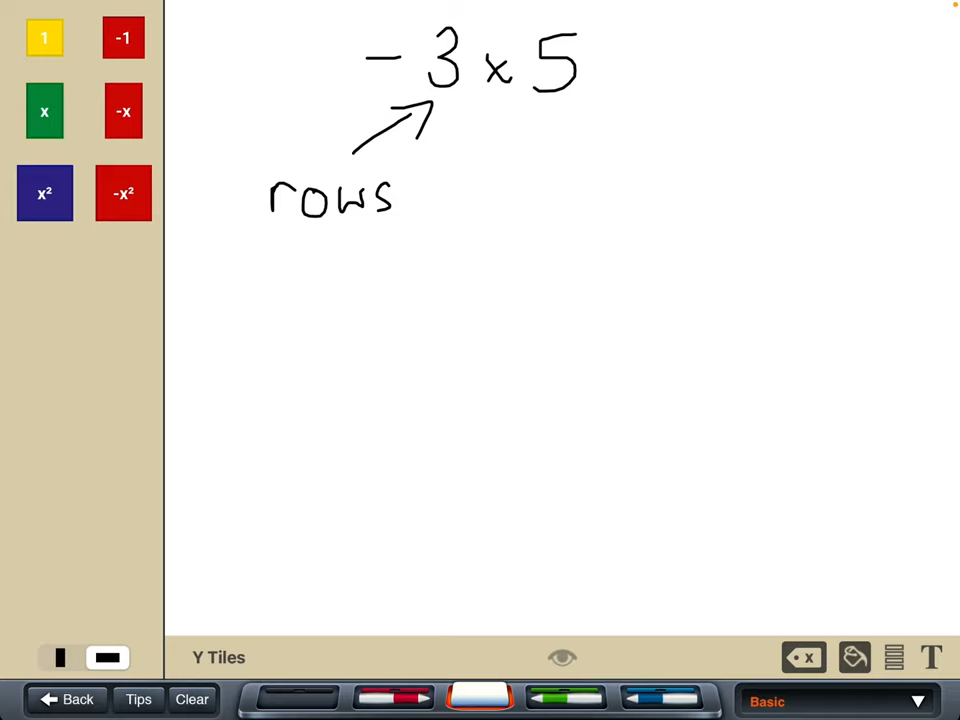 1 -1
- 3 x 5
x -x
x² -x²
rows
Y Tiles
x T
Back Tips Clear Basic